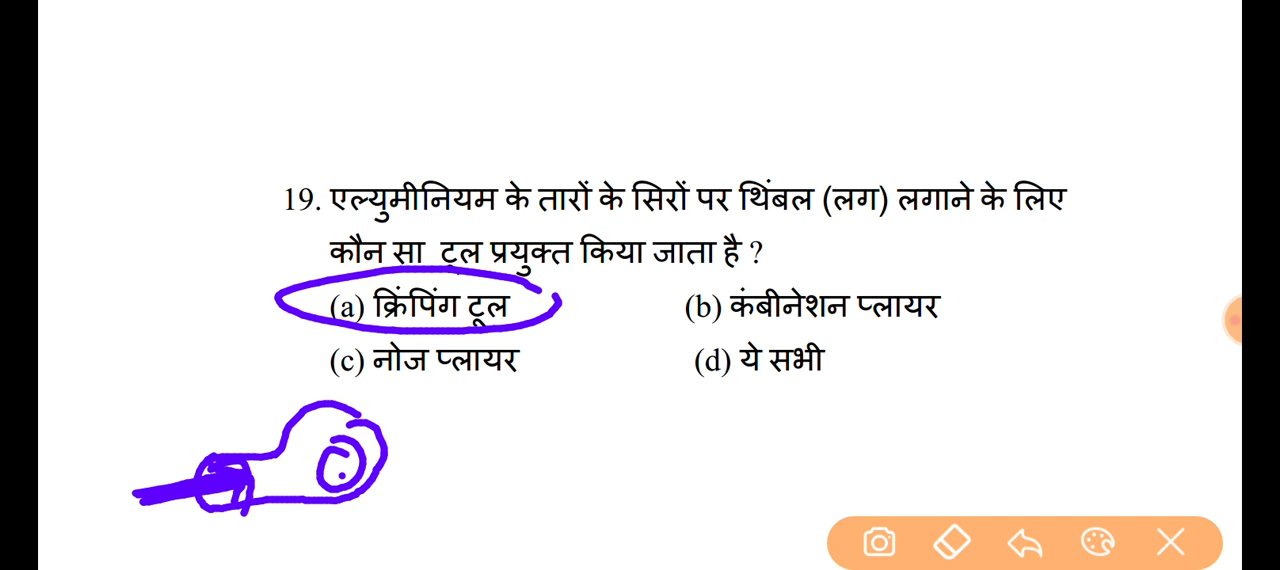 19. एल्युमीनियम के तारों के सिरों पर थिंबल (लग) लगाने के लिए
कौन सा टूल प्रयुक्त किया जाता है ?
(a) क्रिंपिंग टूल (b) कंबीनेशन प्लायर
(c) नोज प्लायर (d) ये सभी